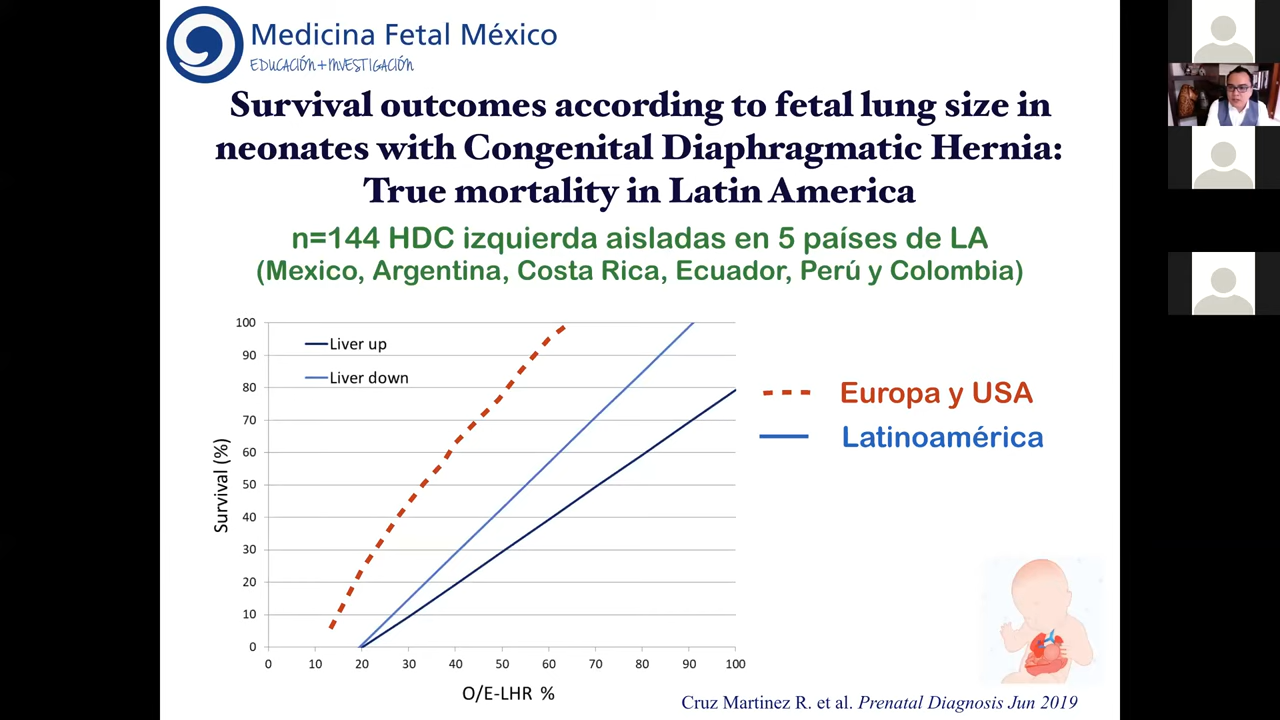 Medicina Fetal México
EDUCACIÓN+INVESTIGACIÓN
Survival outcomes according to fetal lung size in
neonates with Congenital Diaphragmatic Hernia:
True mortality in Latin America
n=144 HDC izquierda aisladas en 5 países de LA
(Mexico, Argentina, Costa Rica, Ecuador, Perú y Colombia)
Survival (%)
100
90
80
70
60
50
40
30
20
10
0
Liver up
Liver down
0 10 20 30 40 50 60 70 80 90 100
O/E-LHR %
Europa y USA
Latinoamérica
Cruz Martinez R. et al. Prenatal Diagnosis Jun 2019